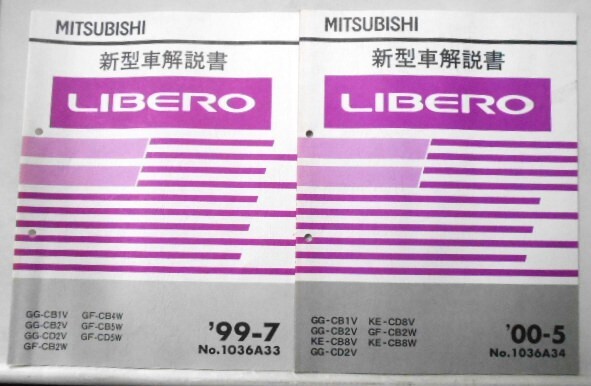 MITSUBISHI
新型車解説書
LIBERO
GG-CB1V GF-CB4W
GG-CB2V GF-CB5W
GG-CD2V GF-CD5W
GF-CB2W
'99-7
No.1036A33
MITSUBISHI
新型車解説書
LIBERO
GG-CB1V KE-CD8V
GG-CB2V GF-CB2W
KE-CB8V KE-CB8W
GG-CD2V
'00-5
No.1036A34